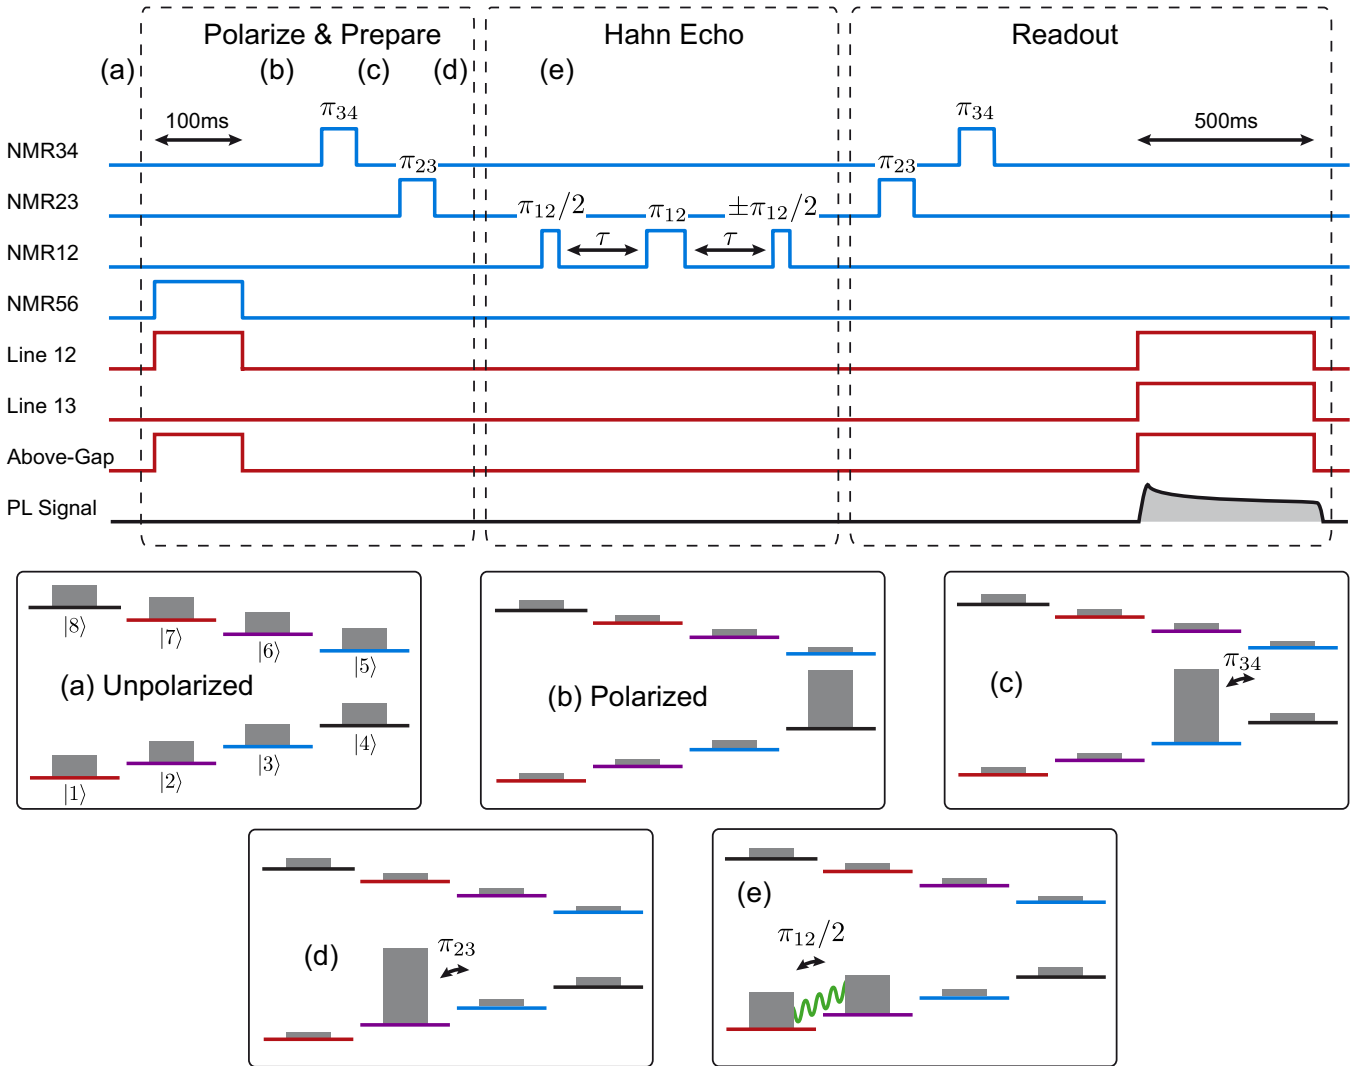 Polarize & Prepare
Hahn Echo
Readout
(a)
(b)
(c)
(d)
(e)
π34
π34
100ms
500ms
NMR34
π23
π23
NMR23
π12/2
π12
±π12/2
τ
τ
NMR12
NMR56
Line 12
Line 13
Above-Gap
PL Signal
|8⟩
|7⟩
|6⟩
|5⟩
(a) Unpolarized
|4⟩
|3⟩
|2⟩
|1⟩
(b) Polarized
(c)
π34
(d)
π23
(e)
π12/2